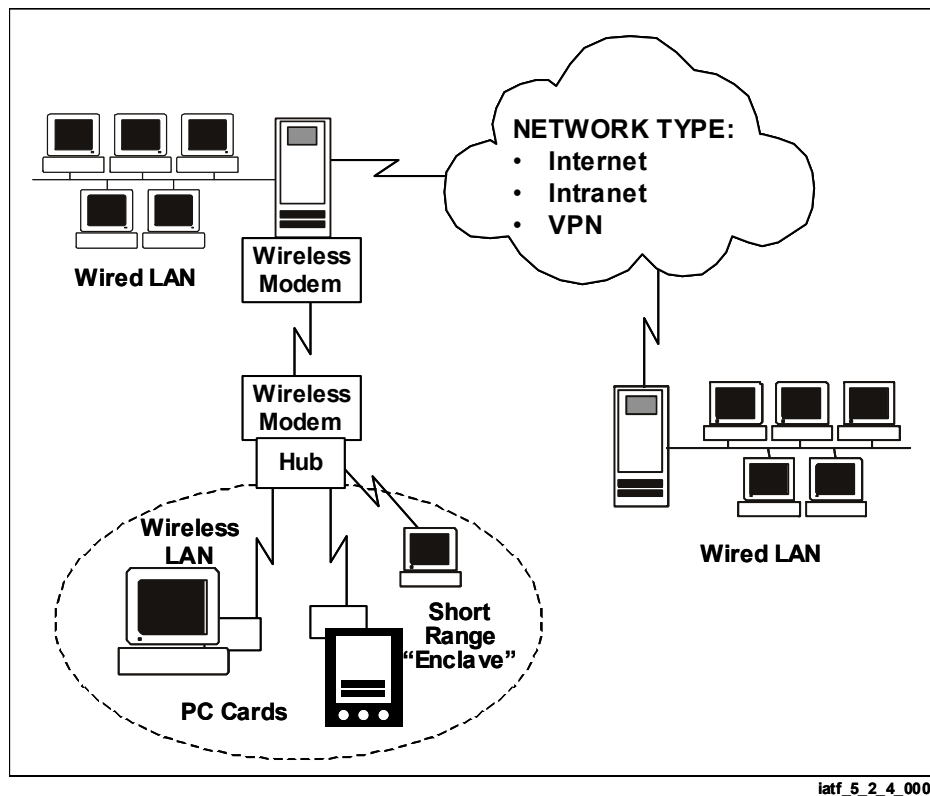 NETWORK TYPE:
• Internet
• Intranet
• VPN
Wired LAN
Wireless
Modem
Wireless
Modem
Hub
Wireless
LAN
Short
Range
“Enclave”
PC Cards
Wired LAN
iatf_5_2_4_000